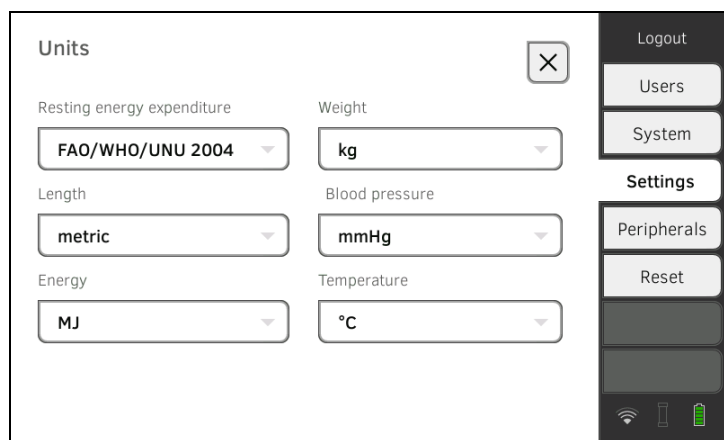 Units
Resting energy expenditure
FAO/WHO/UNU 2004
Weight
kg
Length
metric
Blood pressure
mmHg
Energy
MJ
Temperature
°C
Logout
Users
System
Settings
Peripherals
Reset